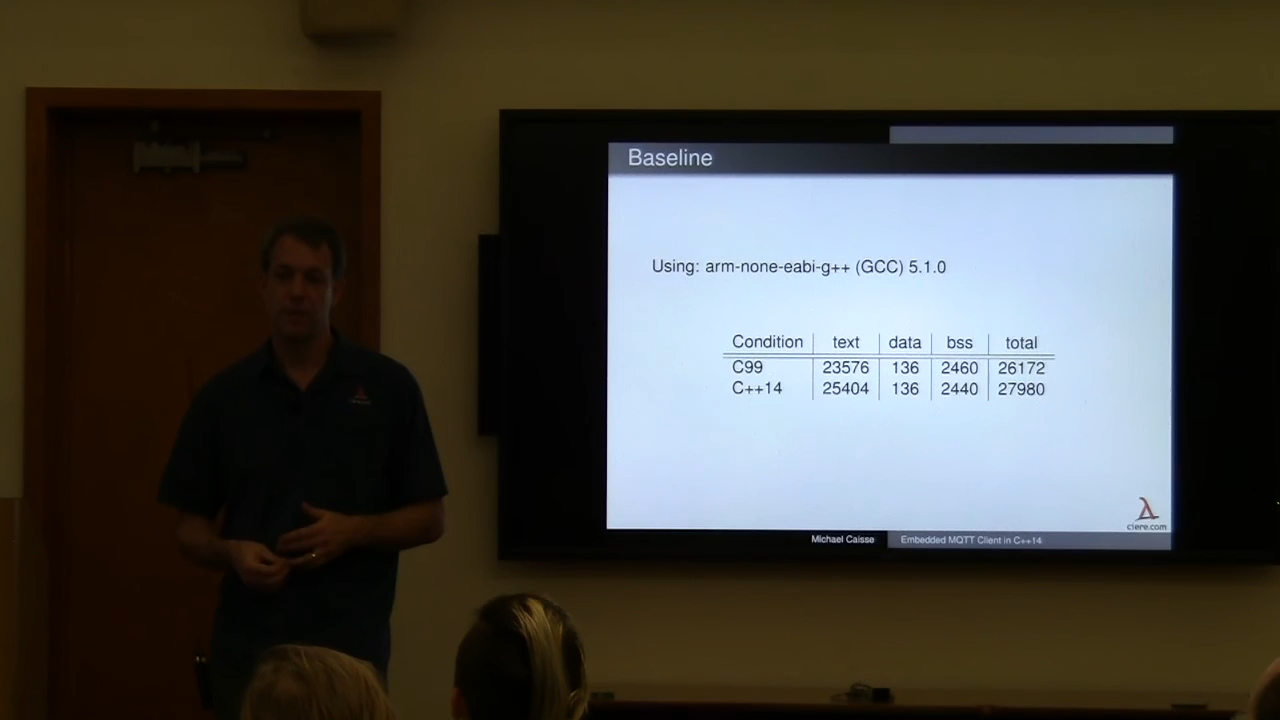 Baseline
Using: arm-none-eabi-g++ (GCC) 5.1.0
Condition text data bss total
C99 23576 136 2460 26172
C++14 25404 136 2440 27980
ciere.com
Michael Caisse Embedded MQTT Client in C++14